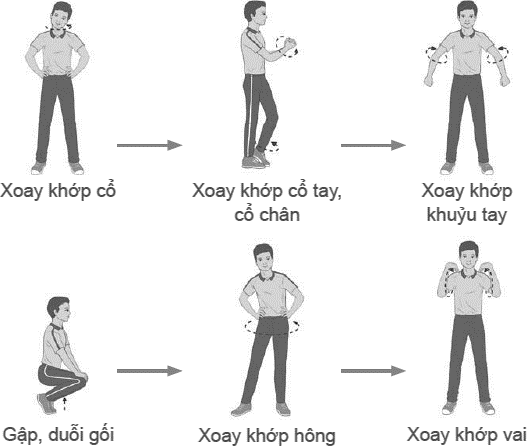 Xoay khớp cổ
Xoay khớp cổ tay,
cổ chân
Xoay khớp
khuỷu tay
Gập, duỗi gối
Xoay khớp hông
Xoay khớp vai